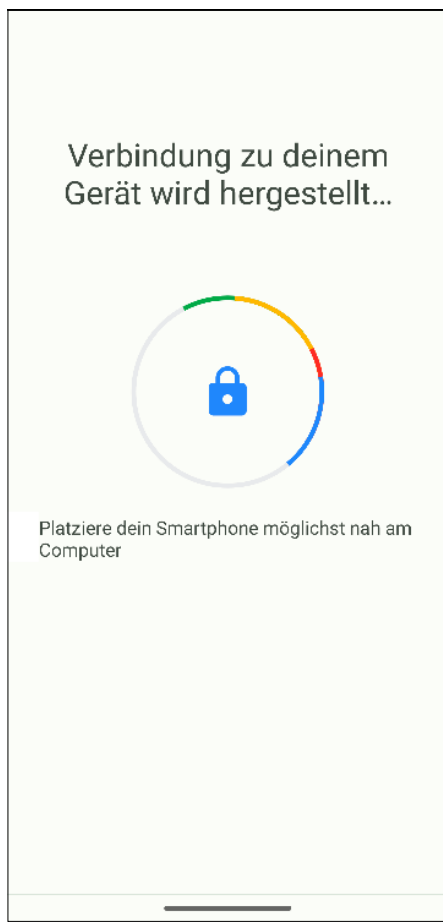 Verbindung zu deinem
Gerät wird hergestellt...
Platziere dein Smartphone möglichst nah am
Computer